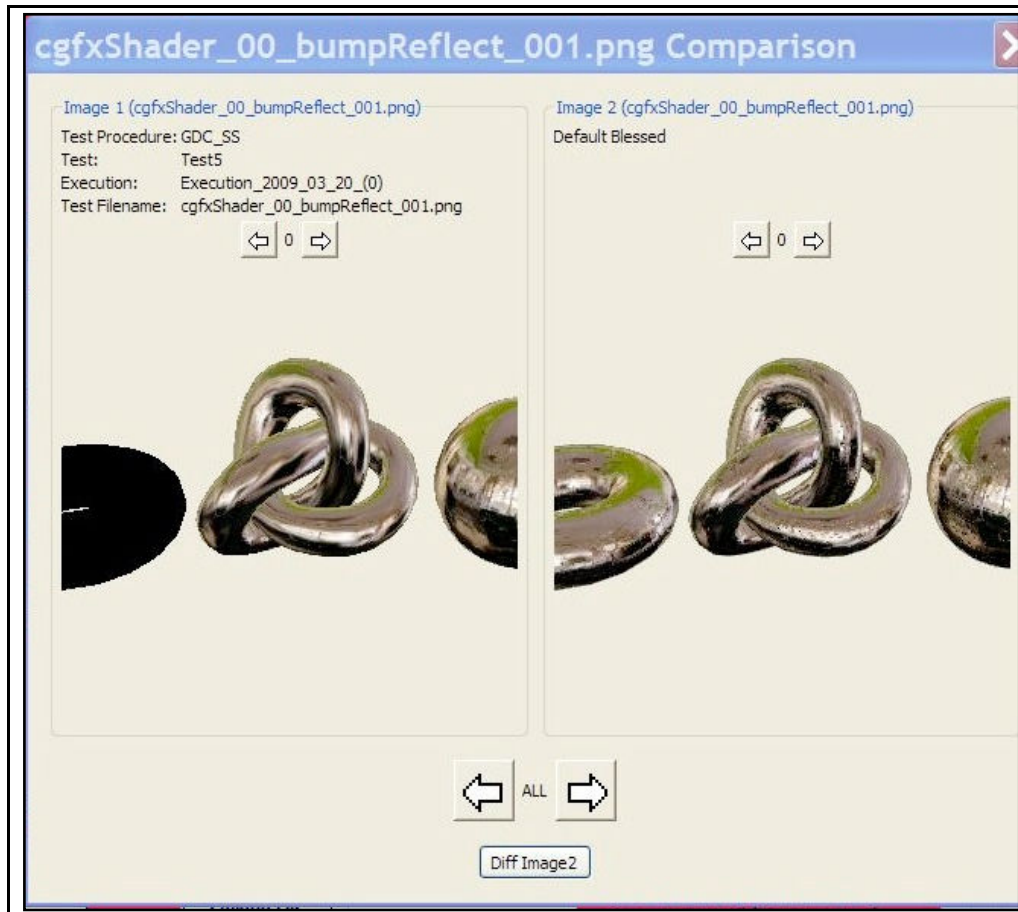 cgfxShader_00_bumpReflect_001.png Comparison
Image 1 (cgfxShader_00_bumpReflect_001.png)
Test Procedure: GDC_SS
Test: Test5
Execution: Execution_2009_03_20_(0)
Test Filename: cgfxShader_00_bumpReflect_001.png
0
Image 2 (cgfxShader_00_bumpReflect_001.png)
Default Blessed
0
ALL
Diff Image2